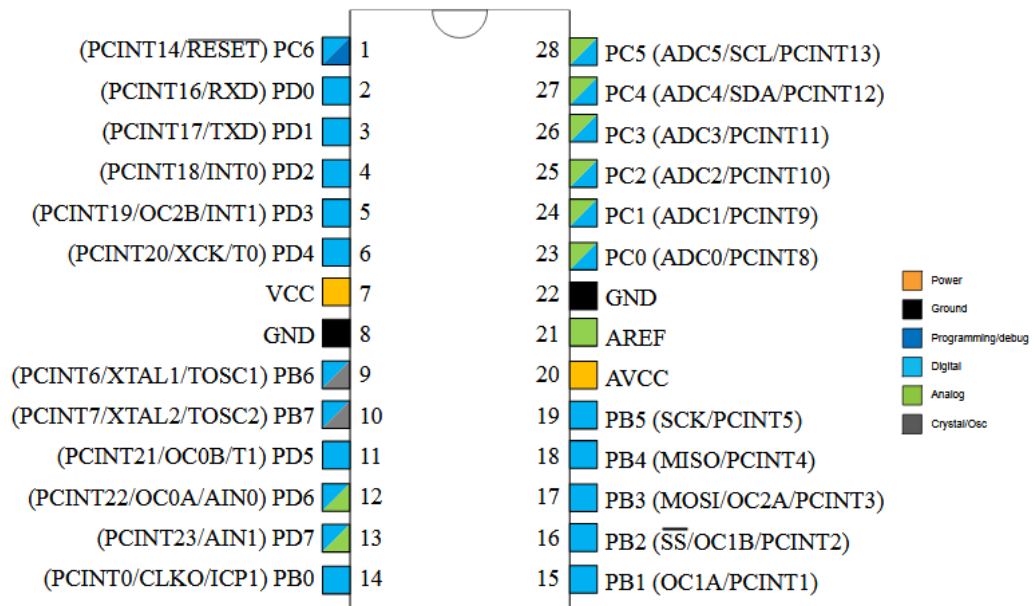 (PCINT14/RESET) PC6 1
(PCINT16/RXD) PD0 2
(PCINT17/TXD) PD1 3
(PCINT18/INT0) PD2 4
(PCINT19/OC2B/INT1) PD3 5
(PCINT20/XCK/T0) PD4 6
VCC 7
GND 8
(PCINT6/XTAL1/TOSC1) PB6 9
(PCINT7/XTAL2/TOSC2) PB7 10
(PCINT21/OC0B/T1) PD5 11
(PCINT22/OC0A/AIN0) PD6 12
(PCINT23/AIN1) PD7 13
(PCINT0/CLKO/ICP1) PB0 14
28 PC5 (ADC5/SCL/PCINT13)
27 PC4 (ADC4/SDA/PCINT12)
26 PC3 (ADC3/PCINT11)
25 PC2 (ADC2/PCINT10)
24 PC1 (ADC1/PCINT9)
23 PC0 (ADC0/PCINT8)
22 GND
21 AREF
20 AVCC
19 PB5 (SCK/PCINT5)
18 PB4 (MISO/PCINT4)
17 PB3 (MOSI/OC2A/PCINT3)
16 PB2 (SS/OC1B/PCINT2)
15 PB1 (OC1A/PCINT1)
Power
Ground
Programming/debug
Digital
Analog
Crystal/Osc